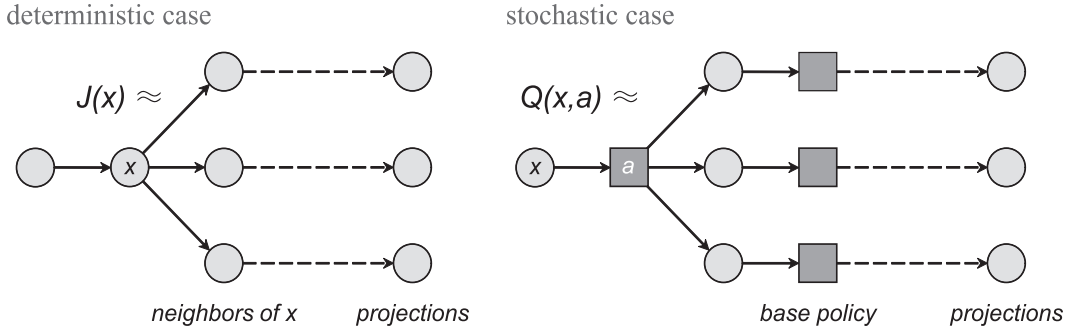 deterministic case
J(x) ≈
x
neighbors of x
projections
stochastic case
Q(x,a) ≈
x
a
base policy
projections